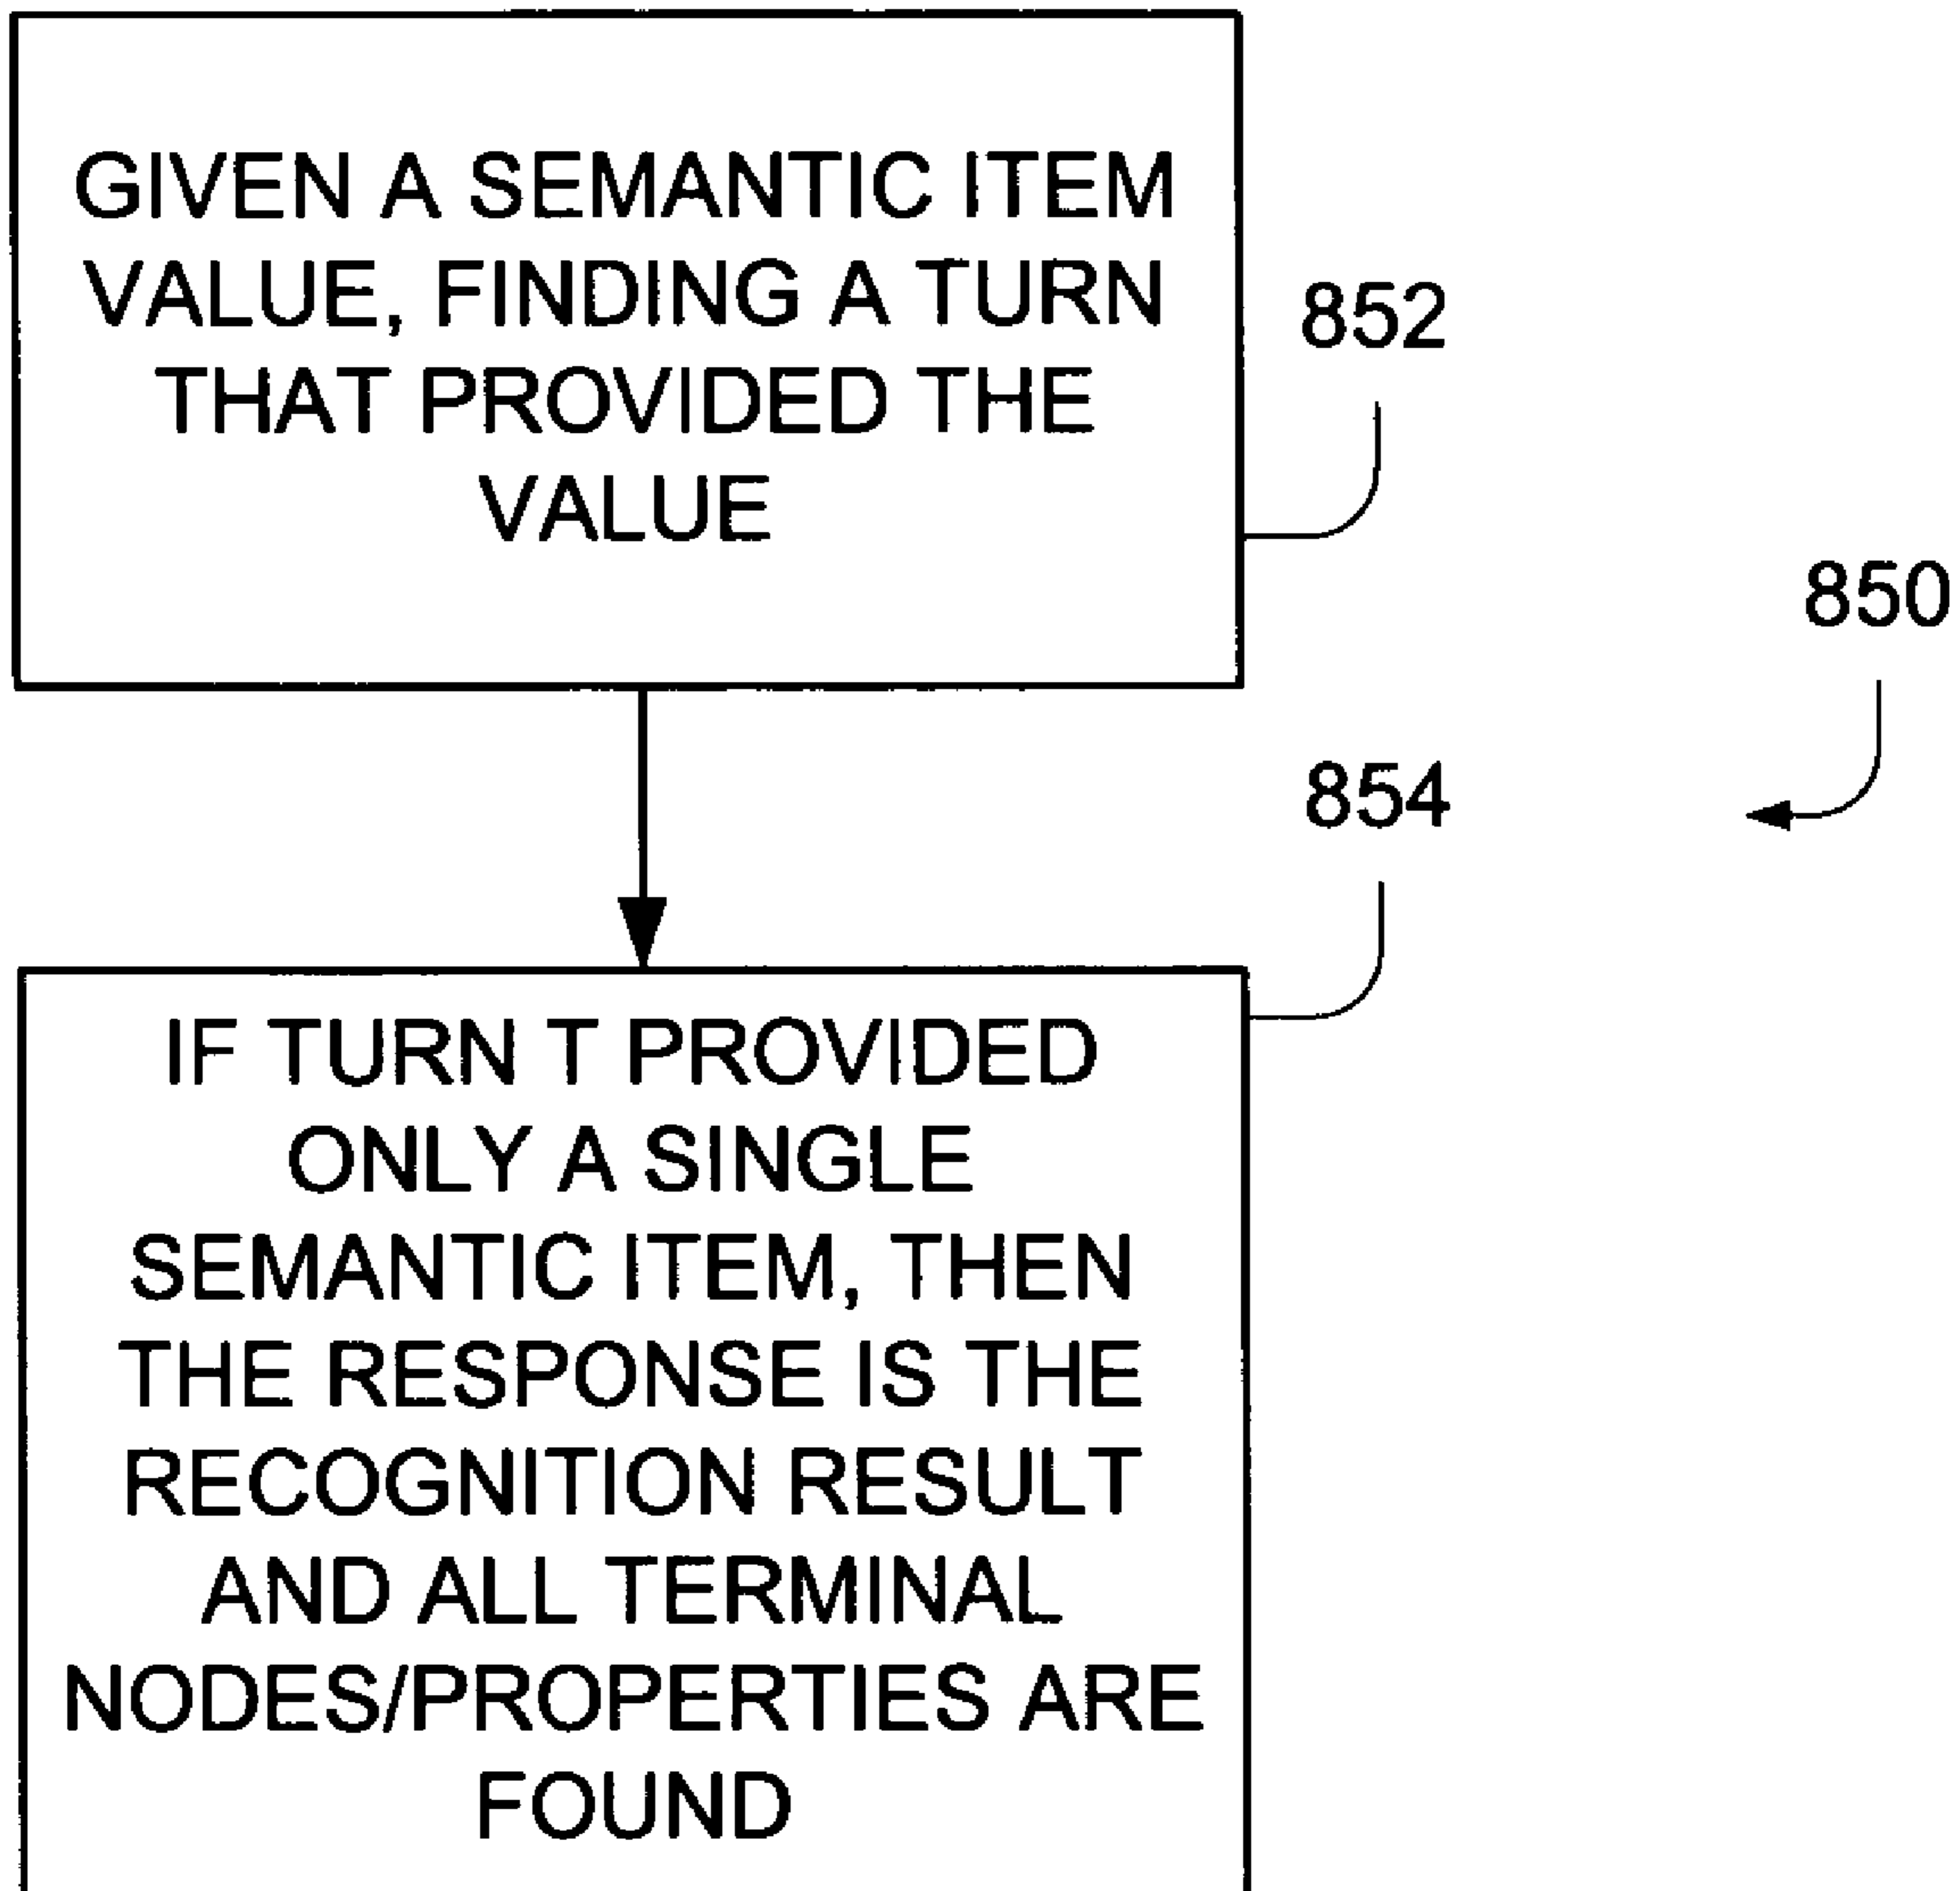 GIVEN A SEMANTIC ITEM
VALUE, FINDING A TURN
THAT PROVIDED THE
VALUE
852
850
854
IF TURN T PROVIDED
ONLY A SINGLE
SEMANTIC ITEM, THEN
THE RESPONSE IS THE
RECOGNITION RESULT
AND ALL TERMINAL
NODES/PROPERTIES ARE
FOUND